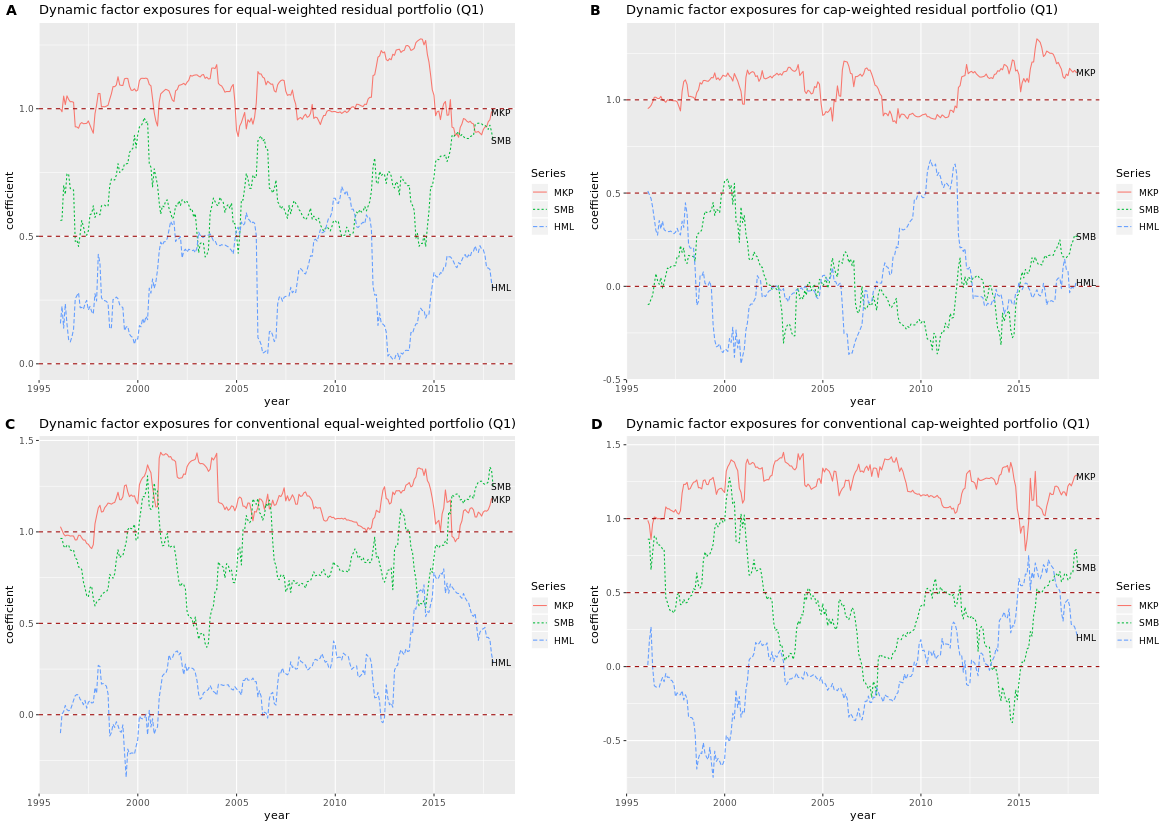 A Dynamic factor exposures for equal-weighted residual portfolio (Q1)
1.0
0.5
0.0
coefficient
MKP
SMB
HML
1995 2000 2005 2010 2015
year
Series
MKP
SMB
HML
B Dynamic factor exposures for cap-weighted residual portfolio (Q1)
1.0
0.5
0.0
-0.5
coefficient
MKP
SMB
HML
1995 2000 2005 2010 2015
year
Series
MKP
SMB
HML
C Dynamic factor exposures for conventional equal-weighted portfolio (Q1)
1.5
1.0
0.5
0.0
coefficient
SMB
MKP
HML
1995 2000 2005 2010 2015
year
Series
MKP
SMB
HML
D Dynamic factor exposures for conventional cap-weighted portfolio (Q1)
1.5
1.0
0.5
0.0
-0.5
coefficient
MKP
SMB
HML
1995 2000 2005 2010 2015
year
Series
MKP
SMB
HML